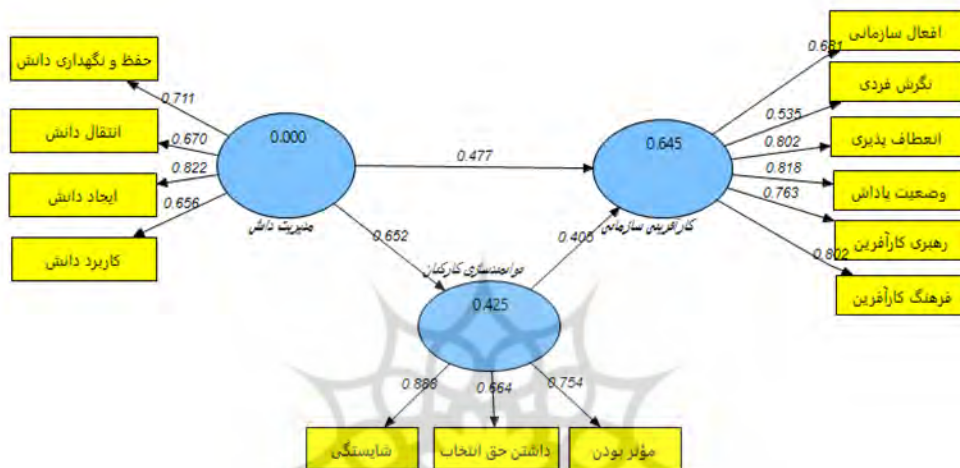 حفظ و نگهداری دانش
انتقال دانش
ایجاد دانش
کاربرد دانش
0.711
0.670
0.822
0.656
0.000
مدیریت دانش
0.477
0.652
0.405
0.645
کارآفرینی سازمانی
توانمندسازی کارکنان
0.425
0.681
0.535
0.802
0.818
0.763
0.802
افعال سازمانی
نگرش فردی
انعطاف پذیری
وضعیت پاداش
رهبری کارآفرین
فرهنگ کارآفرین
0.888
0.664
0.754
شایستگی
داشتن حق انتخاب
مؤثر بودن